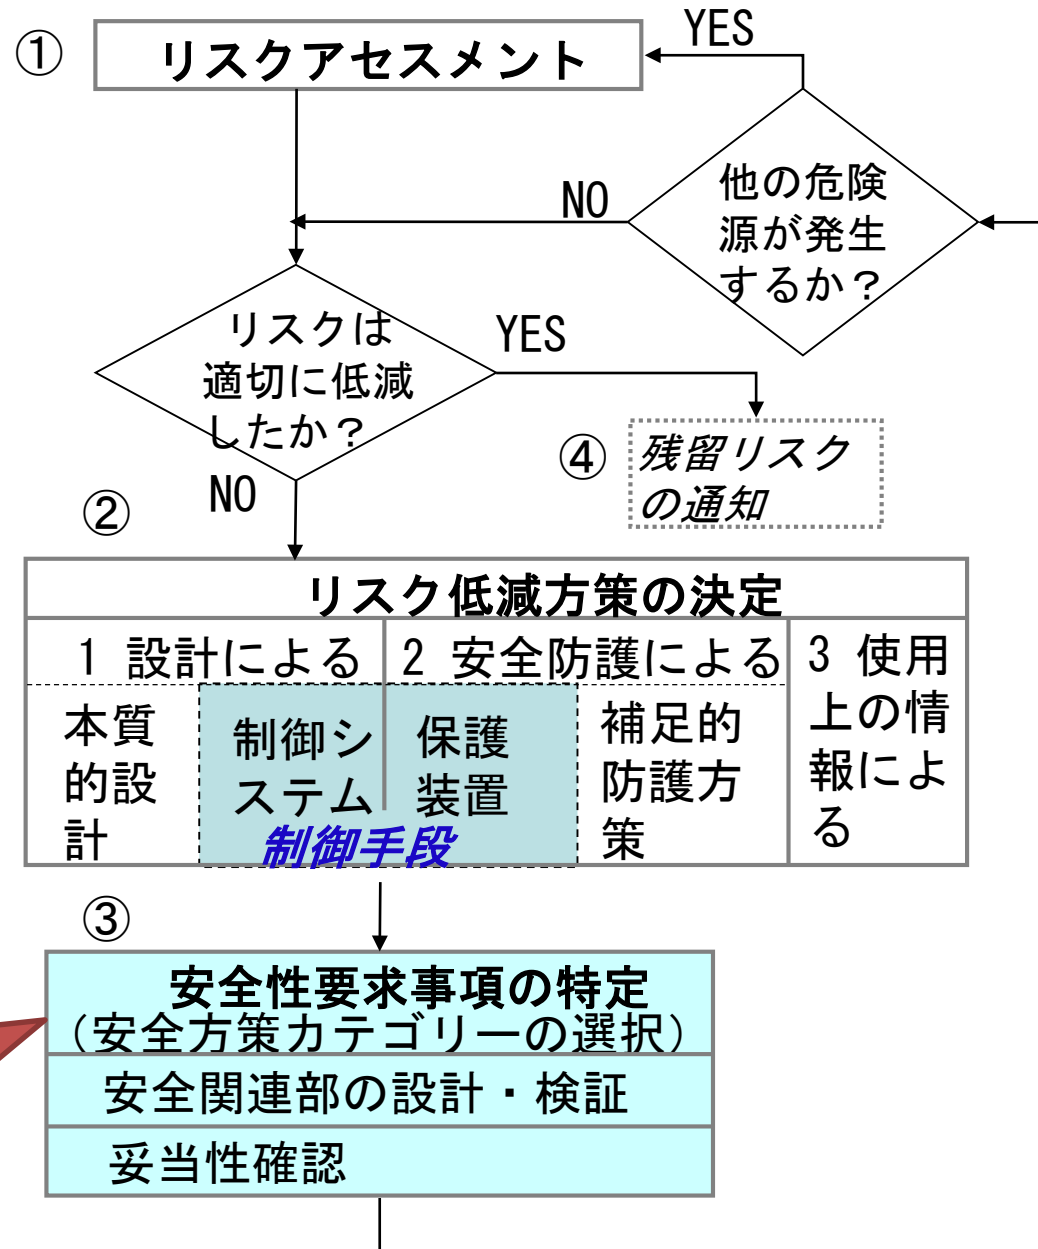 ①
リスクアセスメント
YES
他の危険
源が発生
するか？
NO
リスクは
適切に低減
したか？
YES
④
残留リスク
の通知
NO
②
リスク低減方策の決定
1 設計による
2 安全防護による
3 使用
上の情
報によ
る
本質
的設
計
制御シ
ステム
保護
装置
制御手段
補足的
防護方
策
③
安全性要求事項の特定
（安全方策カテゴリーの選択）
安全関連部の設計・検証
妥当性確認